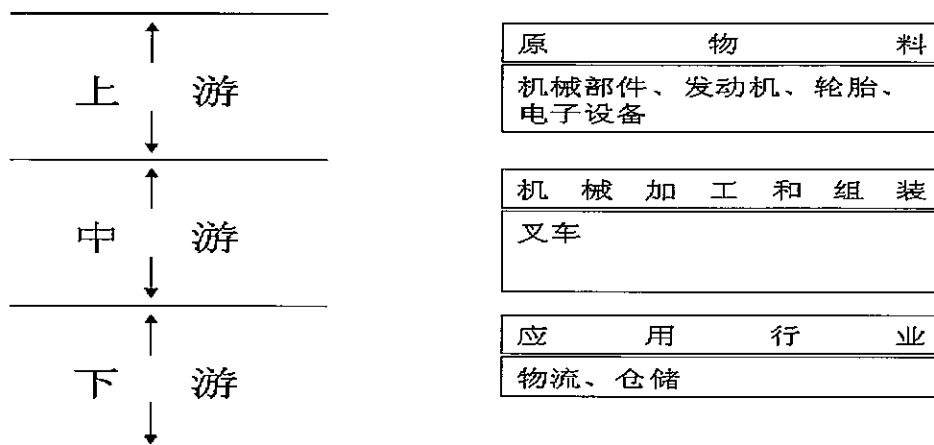 上 游
原 物 料
机械部件、发动机、轮胎、
电子设备
中 游
机 械 加 工 和 组 装
叉车
下 游
应 用 行 业
物流、仓储